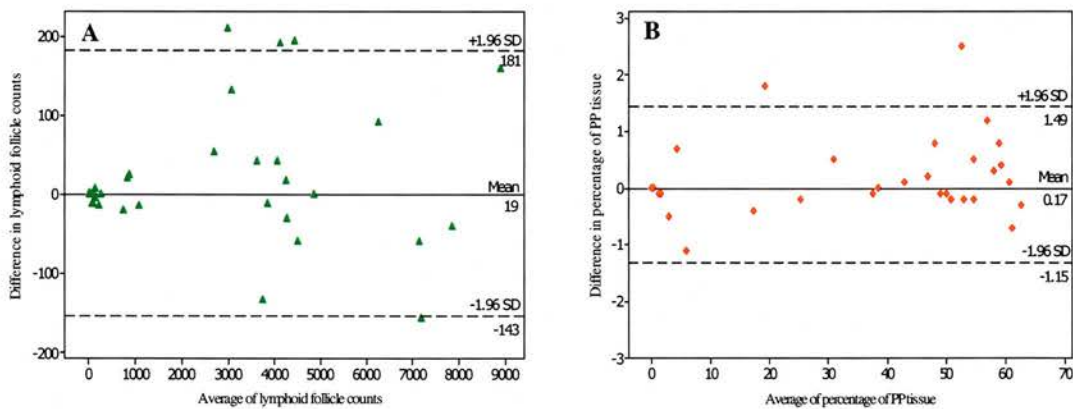 A
Difference in lymphoid follicle counts
200
100
0
-100
-200
+1.96 SD
181
Mean
19
-1.96 SD
-143
0 1000 2000 3000 4000 5000 6000 7000 8000 9000
Average of lymphoid follicle counts
B
Difference in percentage of PP tissue
3
2
1
0
-1
-2
-3
+1.96 SD
1.49
Mean
0.17
-1.96 SD
-1.15
0 10 20 30 40 50 60 70
Average of percentage of PP tissue